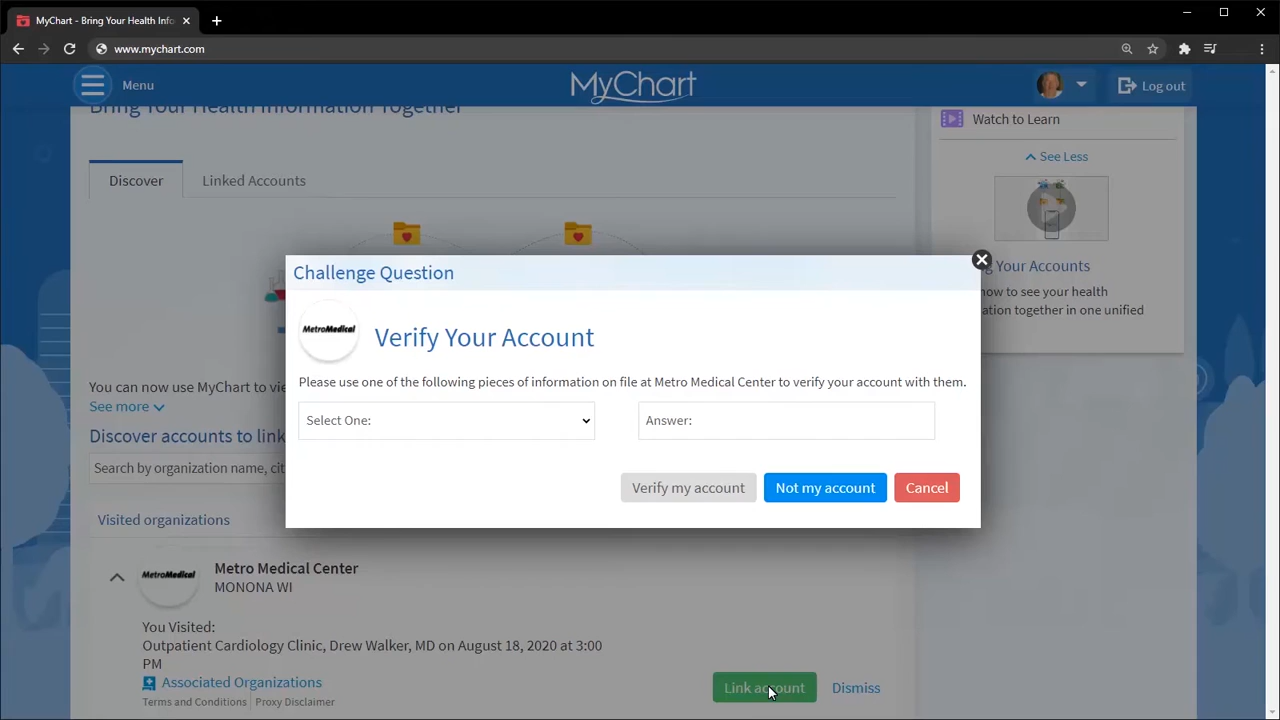 MyChart - Bring Your Health Info
www.mychart.com
Menu
MyChart
Log out
Bring Your Health Information Together
Watch to Learn
See Less
Discover
Linked Accounts
Your Accounts
now to see your health
tion together in one unified
Challenge Question
MetroMedical
Verify Your Account
Please use one of the following pieces of information on file at Metro Medical Center to verify your account with them.
Select One:
Answer:
Verify my account
Not my account
Cancel
You can now use MyChart to vie
See more
Discover accounts to link
Search by organization name, cit
Visited organizations
MetroMedical
Metro Medical Center
MONONA WI
You Visited:
Outpatient Cardiology Clinic, Drew Walker, MD on August 18, 2020 at 3:00
PM
Associated Organizations
Terms and Conditions
Proxy Disclaimer
Link account
Dismiss